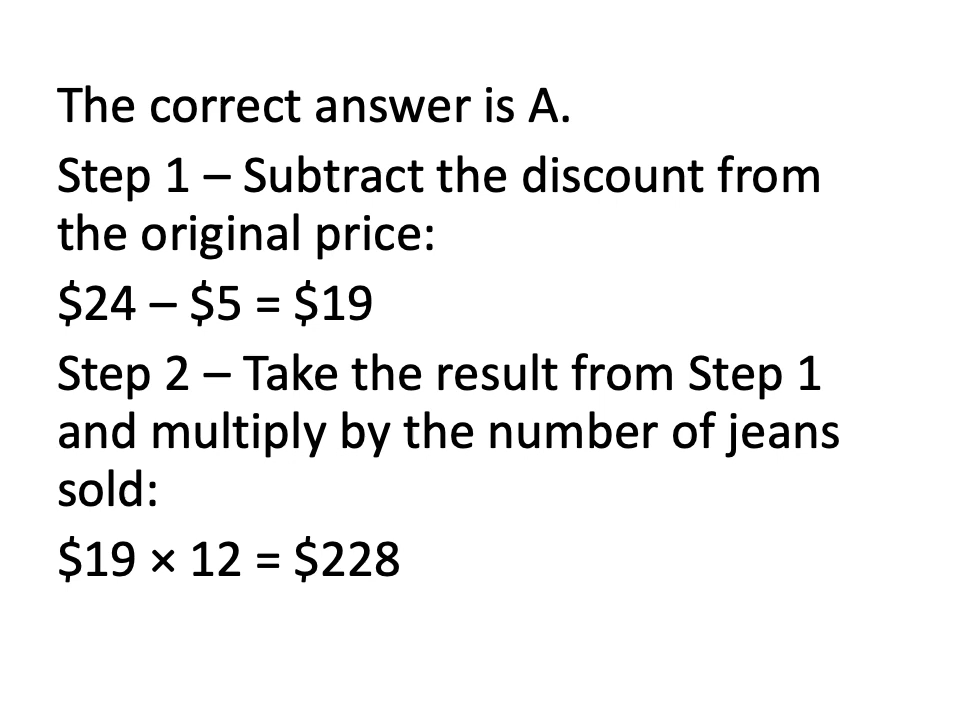 The correct answer is A.
Step 1 – Subtract the discount from
the original price:
$24 – $5 = $19
Step 2 – Take the result from Step 1
and multiply by the number of jeans
sold:
$19 × 12 = $228